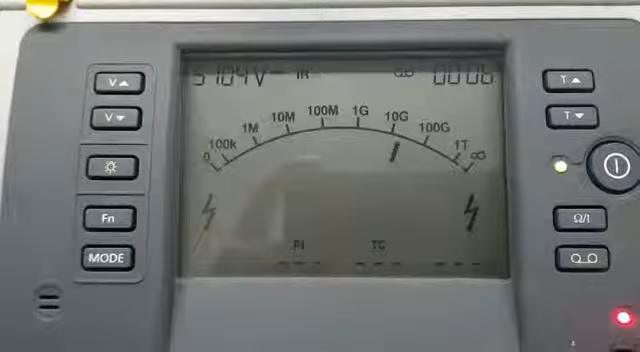 5104V IR 00:06
V▲
V▼
Fn
MODE
0 100k 1M 10M 100M 1G 10G 100G 1T ∞
PI TC
T▲
T▼
Ω/I